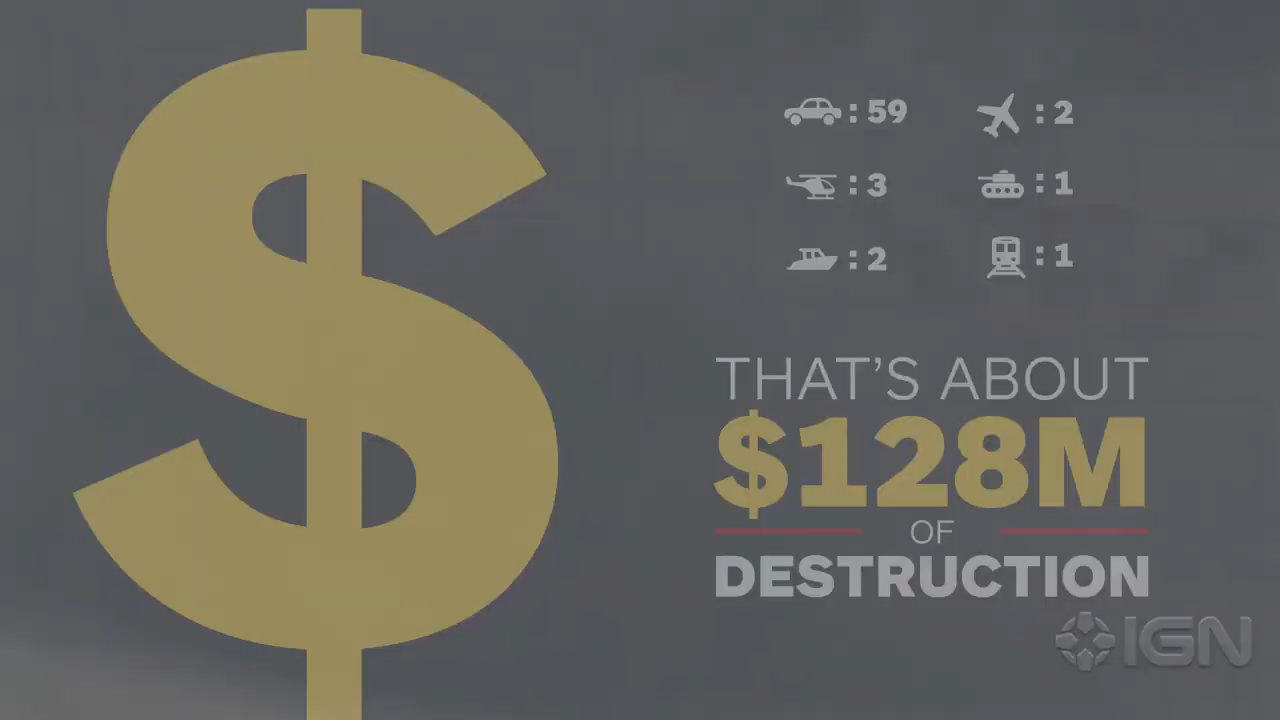 : 59
: 2
: 3
: 1
: 2
: 1
THAT'S ABOUT
$128M
OF
DESTRUCTION
IGN
$